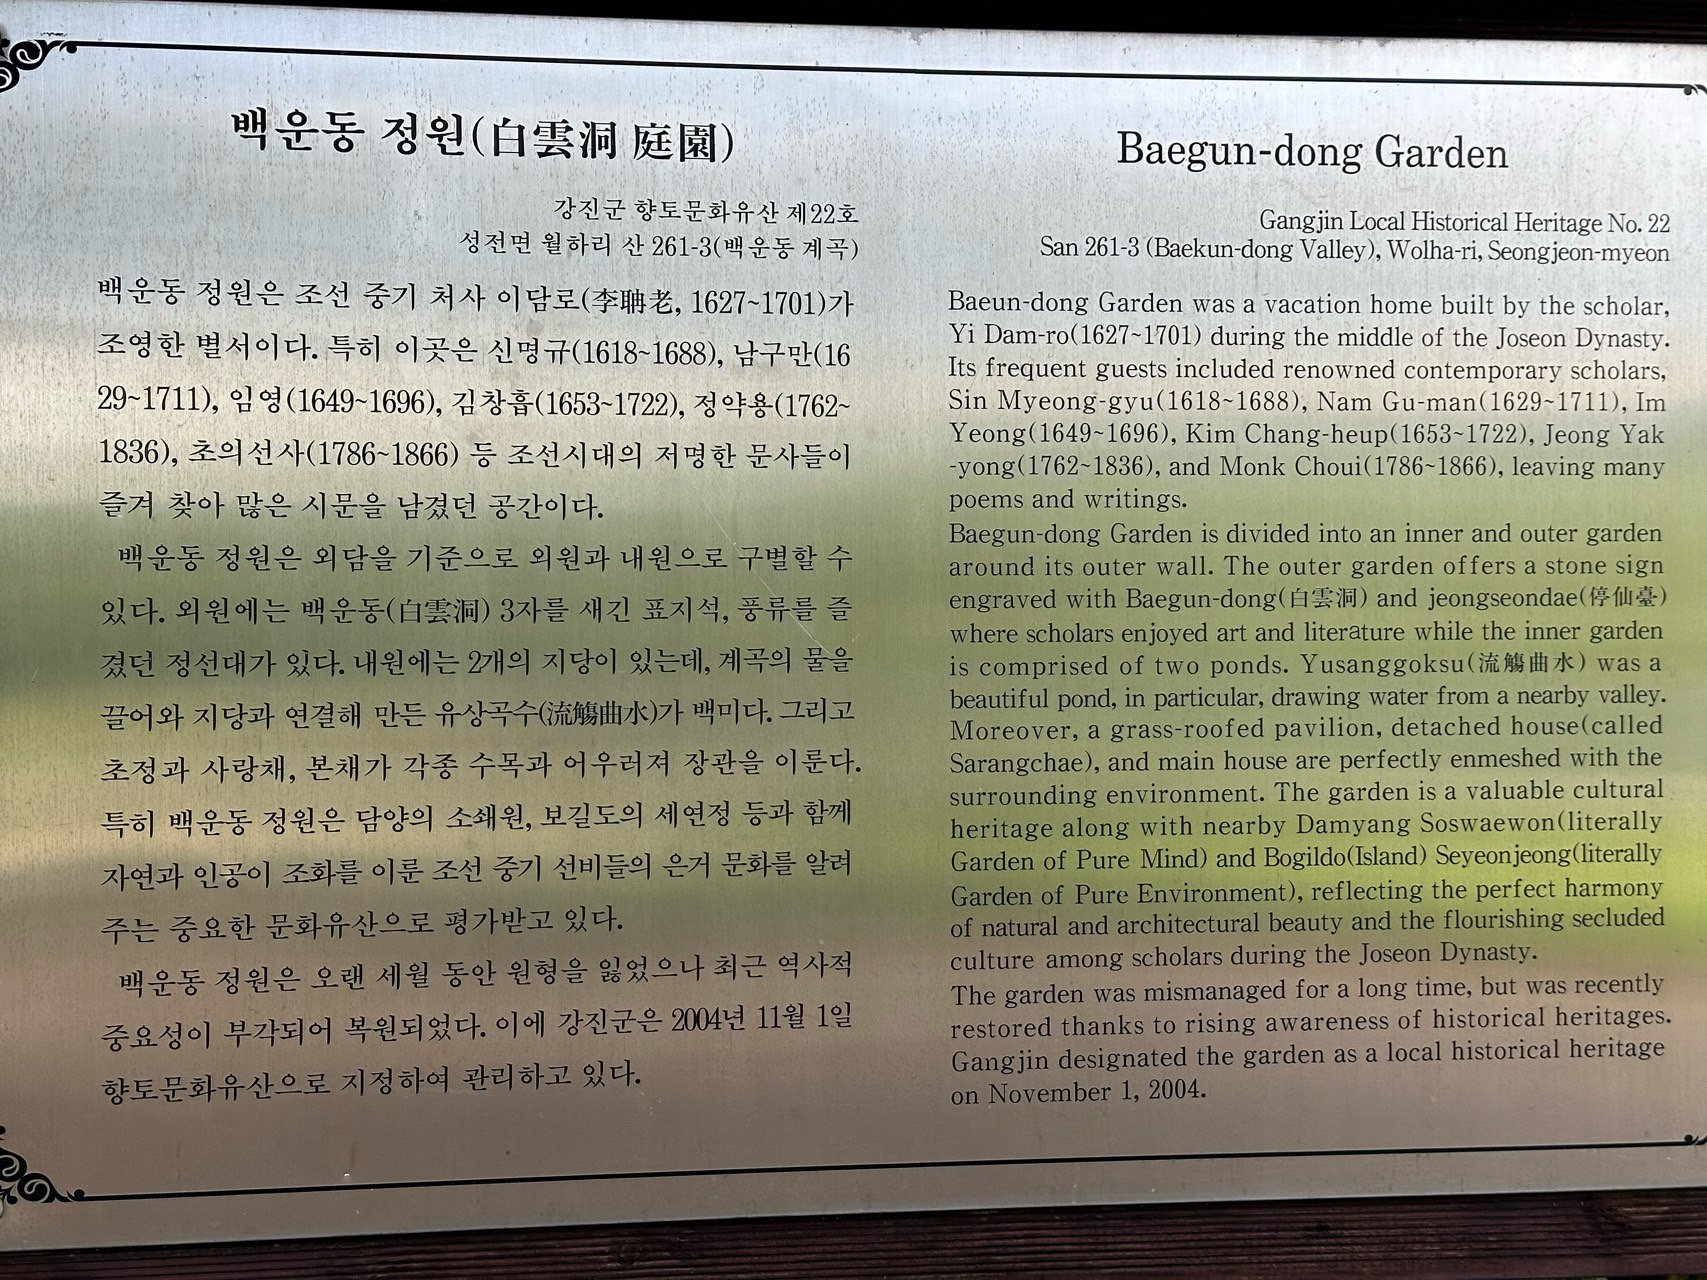 백운동 정원(白雲洞 庭園)
강진군 향토문화유산 제22호
성전면 월하리 산 261-3(백운동 계곡)
백운동 정원은 조선 중기 처사 이담로(李聃老, 1627~1701)가
조영한 별서이다. 특히 이곳은 신명규(1618~1688), 남구만(16
29~1711), 임영(1649~1696), 김창흡(1653~1722), 정약용(1762~
1836), 초의선사(1786~1866) 등 조선시대의 저명한 문사들이
즐겨 찾아 많은 시문을 남겼던 공간이다.
백운동 정원은 외담을 기준으로 외원과 내원으로 구별할 수
있다. 외원에는 백운동(白雲洞) 3자를 새긴 표지석, 풍류를 즐
겼던 정선대가 있다. 내원에는 2개의 지당이 있는데, 계곡의 물을
끌어와 지당과 연결해 만든 유상곡수(流觴曲水)가 백미다. 그리고
초정과 사랑채, 본채가 각종 수목과 어우러져 장관을 이룬다.
특히 백운동 정원은 담양의 소쇄원, 보길도의 세연정 등과 함께
자연과 인공이 조화를 이룬 조선 중기 선비들의 은거 문화를 알려
주는 중요한 문화유산으로 평가받고 있다.
백운동 정원은 오랜 세월 동안 원형을 잃었으나 최근 역사적
중요성이 부각되어 복원되었다. 이에 강진군은 2004년 11월 1일
향토문화유산으로 지정하여 관리하고 있다.
Baegun-dong Garden
Gangjin Local Historical Heritage No. 22
San 261-3 (Baekun-dong Valley), Wolha-ri, Seongjeon-myeon
Baeun-dong Garden was a vacation home built by the scholar,
Yi Dam-ro(1627~1701) during the middle of the Joseon Dynasty.
Its frequent guests included renowned contemporary scholars,
Sin Myeong-gyu(1618~1688), Nam Gu-man(1629~1711), Im
Yeong(1649~1696), Kim Chang-heup(1653~1722), Jeong Yak
-yong(1762~1836), and Monk Choui(1786~1866), leaving many
poems and writings.
Baegun-dong Garden is divided into an inner and outer garden
around its outer wall. The outer garden offers a stone sign
engraved with Baegun-dong(白雲洞) and jeongseondae(停仙臺)
where scholars enjoyed art and literature while the inner garden
is comprised of two ponds. Yusanggoksu(流觴曲水) was a
beautiful pond, in particular, drawing water from a nearby valley.
Moreover, a grass-roofed pavilion, detached house(called
Sarangchae), and main house are perfectly enmeshed with the
surrounding environment. The garden is a valuable cultural
heritage along with nearby Damyang Soswaewon(literally
Garden of Pure Mind) and Bogildo(Island) Seyeonjeong(literally
Garden of Pure Environment), reflecting the perfect harmony
of natural and architectural beauty and the flourishing secluded
culture among scholars during the Joseon Dynasty.
The garden was mismanaged for a long time, but was recently
restored thanks to rising awareness of historical heritages.
Gangjin designated the garden as a local historical heritage
on November 1, 2004.